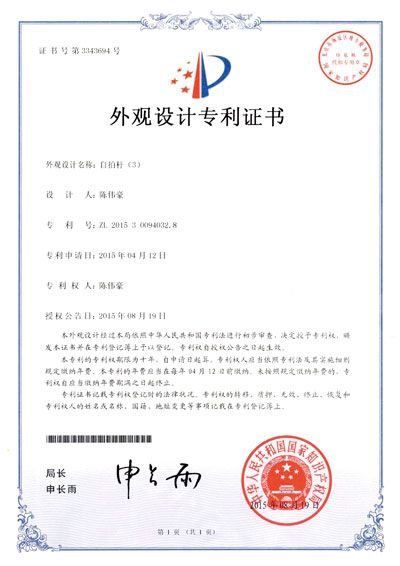 证书号第3343694号
外观设计专利证书
外观设计名称：自拍杆（3）
设 计 人：陈伟豪
专 利 号：ZL 2015 3 0094032.8
专利申请日：2015年04月12日
专 利 权 人：陈伟豪
授权公告日：2015年08月19日
本外观设计经过本局依照中华人民共和国专利法进行初步审查，决定授予专利权，颁
发本证书并在专利登记簿上予以登记。专利权自授权公告之日起生效。
本专利的专利权期限为十年，自申请日起算。专利权人应当依照专利法及其实施细则
规定缴纳年费。本专利的年费应当在每年04月12日前缴纳。未按照规定缴纳年费的，专
利权自应当缴纳年费期满之日起终止。
专利证书记载专利权登记时的法律状况。专利权的转移、质押、无效、终止、恢复和
专利权人的姓名或名称、国籍、地址变更等事项记载在专利登记簿上。
局长
申长雨
申长雨
中华人民共和国国家知识产权局
2015年08月19日
第1页（共1页）